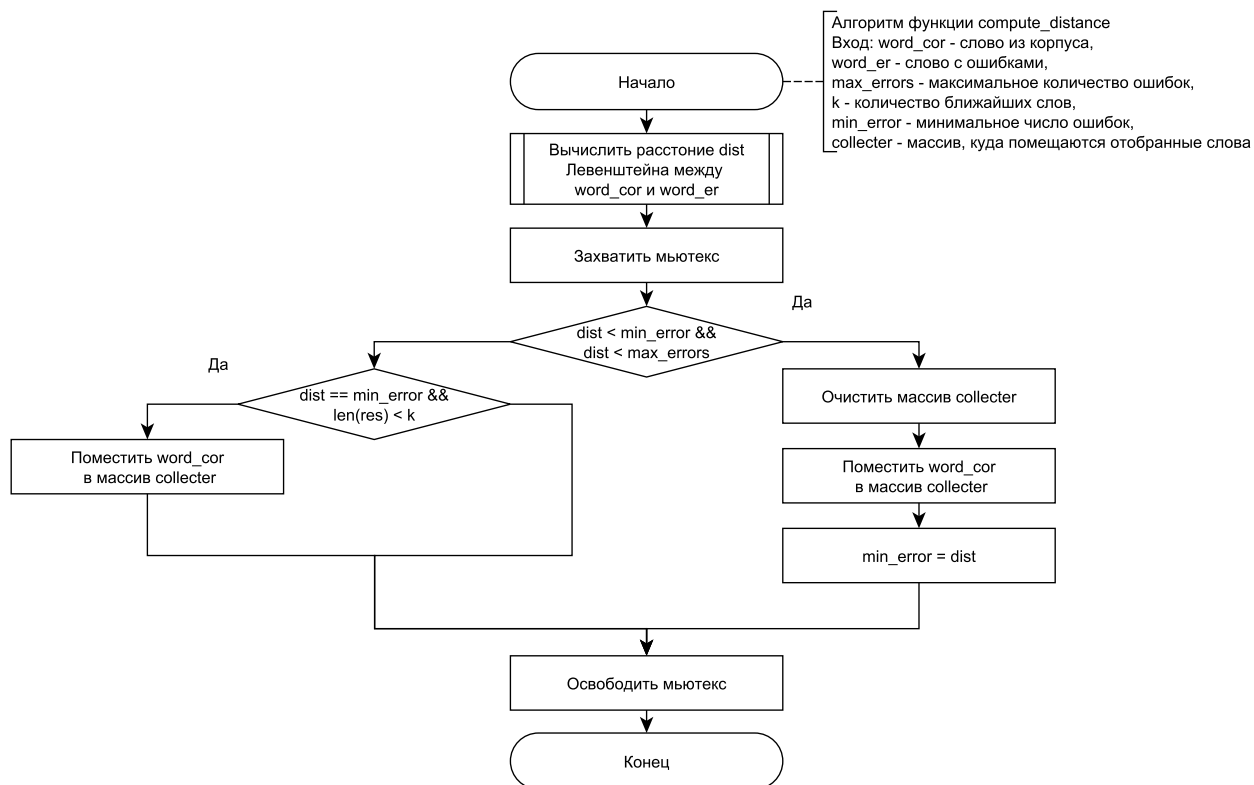 Алгоритм функции compute_distance
Вход: word_cor - слово из корпуса,
word_er - слово с ошибками,
max_errors - максимальное количество ошибок,
k - количество ближайших слов,
min_error - минимальное число ошибок,
collecter - массив, куда помещаются отобранные слова
Начало
Вычислить расстоние dist
Левенштейна между
word_cor и word_er
Захватить мьютекс
Да
dist < min_error &&
dist < max_errors
Да
dist == min_error &&
len(res) < k
Очистить массив collecter
Поместить word_cor
в массив collecter
Поместить word_cor
в массив collecter
min_error = dist
Освободить мьютекс
Конец